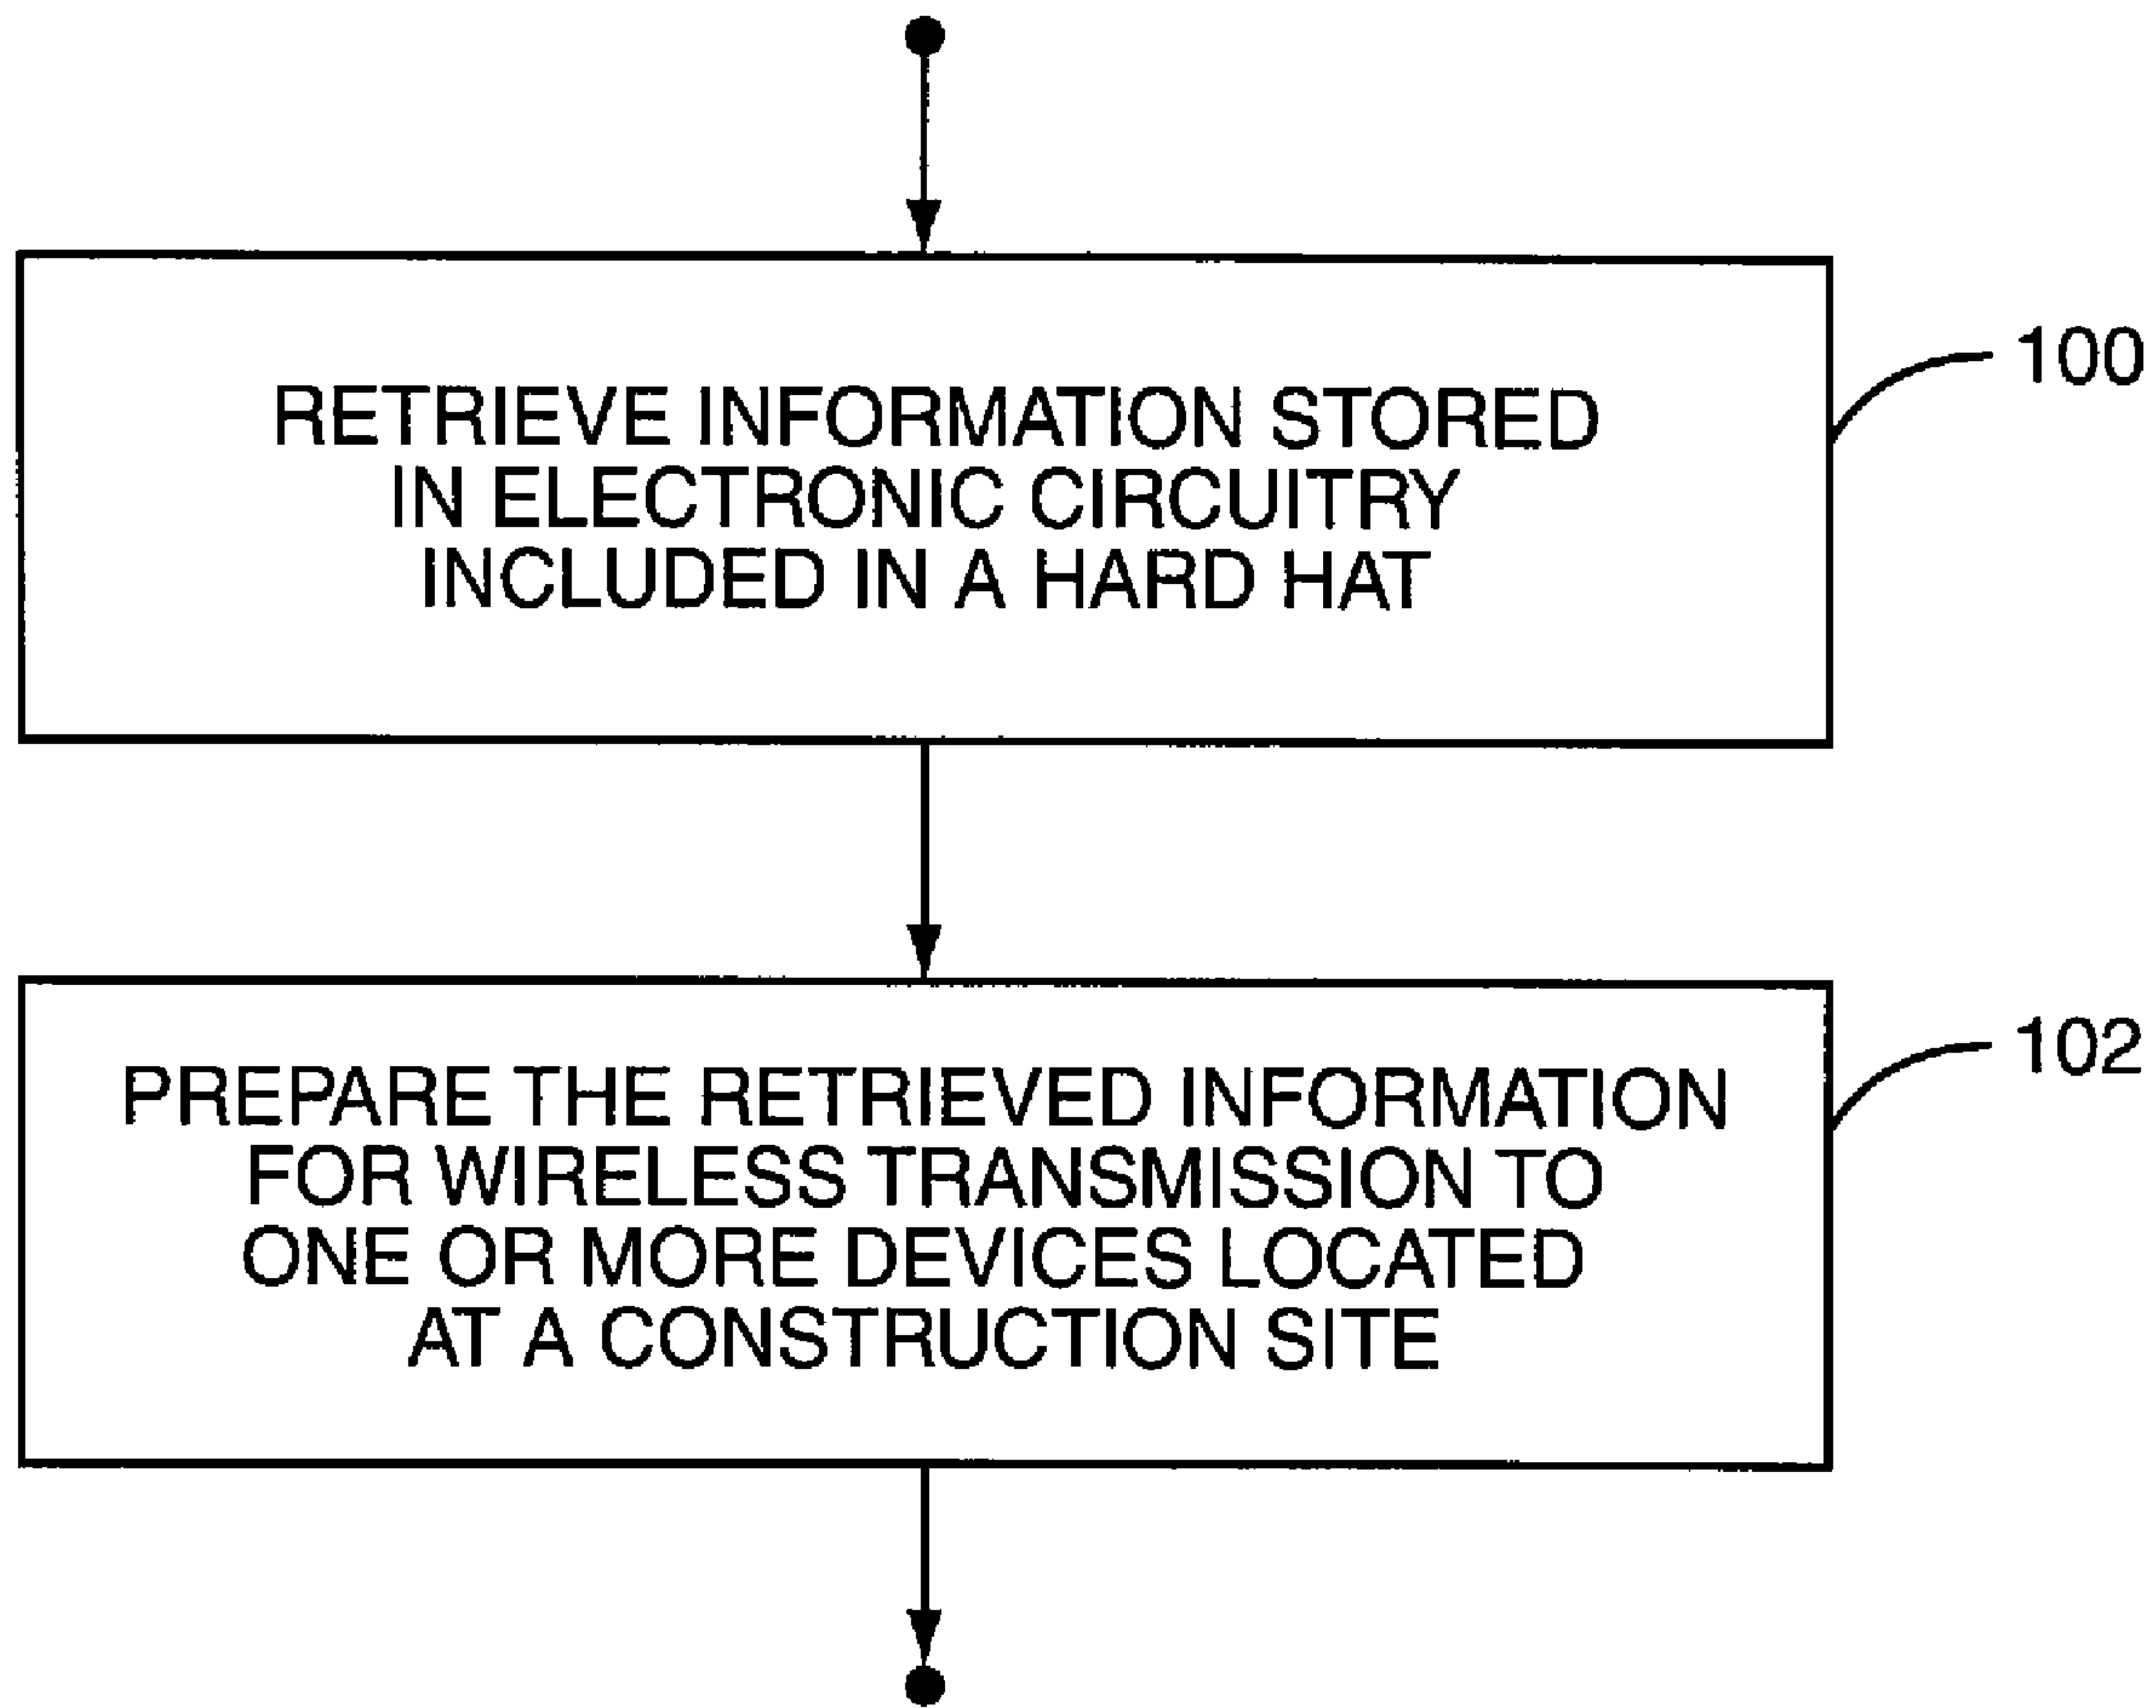 RETRIEVE INFORMATION STORED
IN ELECTRONIC CIRCUITRY
INCLUDED IN A HARD HAT
100
PREPARE THE RETRIEVED INFORMATION
FOR WIRELESS TRANSMISSION TO
ONE OR MORE DEVICES LOCATED
AT A CONSTRUCTION SITE
102